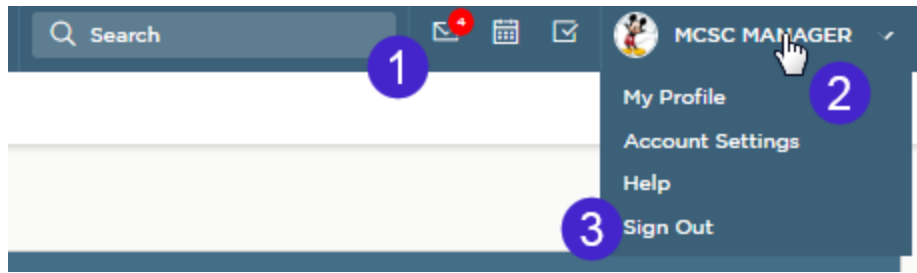 Search
4
MCSC MANAGER
1
My Profile
2
Account Settings
Help
3
Sign Out